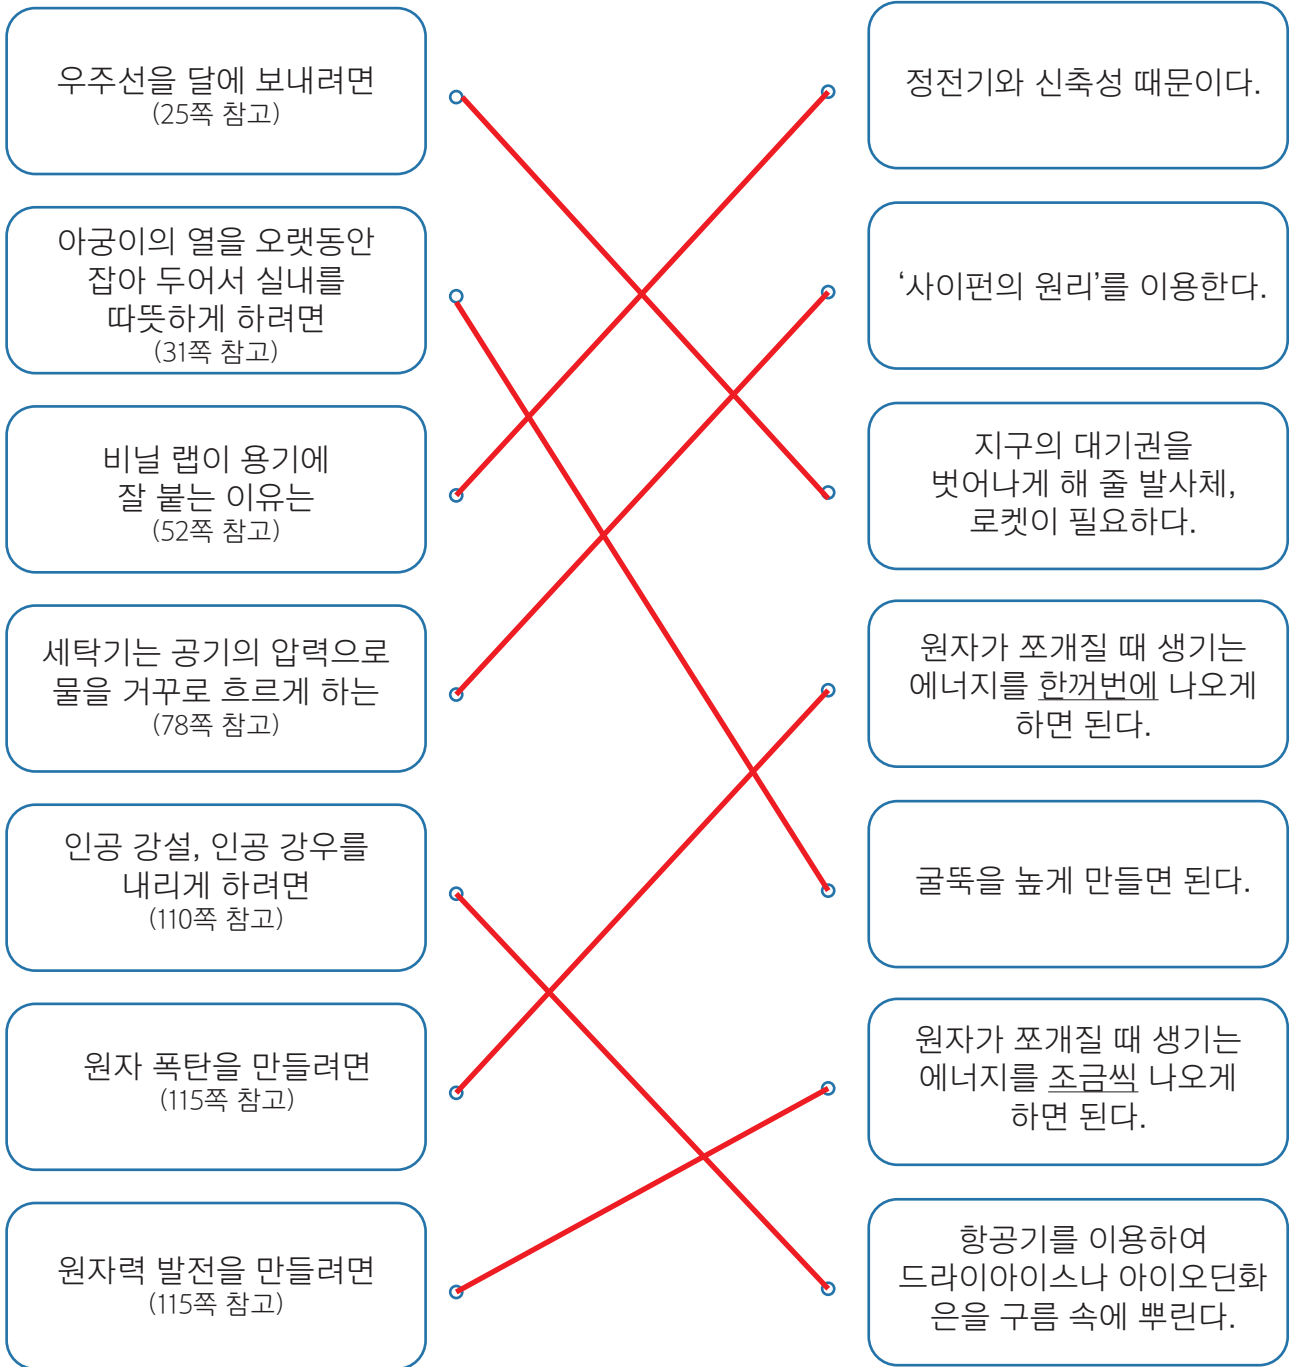 우주선을 달에 보내려면
(25쪽 참고)
아궁이의 열을 오랫동안
잡아 두어서 실내를
따뜻하게 하려면
(31쪽 참고)
비닐 랩이 용기에
잘 붙는 이유는
(52쪽 참고)
세탁기는 공기의 압력으로
물을 거꾸로 흐르게 하는
(78쪽 참고)
인공 강설, 인공 강우를
내리게 하려면
(110쪽 참고)
원자 폭탄을 만들려면
(115쪽 참고)
원자력 발전을 만들려면
(115쪽 참고)
정전기와 신축성 때문이다.
‘사이펀의 원리’를 이용한다.
지구의 대기권을
벗어나게 해 줄 발사체,
로켓이 필요하다.
원자가 쪼개질 때 생기는
에너지를 한꺼번에 나오게
하면 된다.
굴뚝을 높게 만들면 된다.
원자가 쪼개질 때 생기는
에너지를 조금씩 나오게
하면 된다.
항공기를 이용하여
드라이아이스나 아이오딘화
은을 구름 속에 뿌린다.